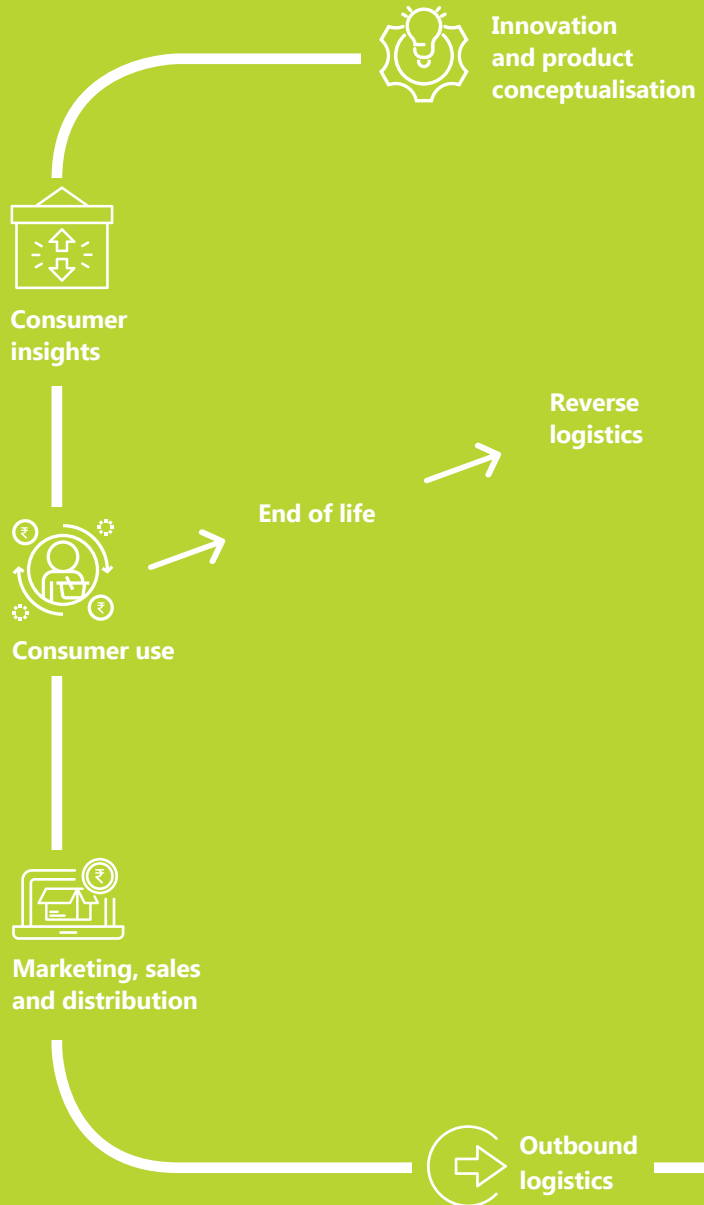 Innovation
and product
conceptualisation
Consumer
insights
Reverse
logistics
End of life
₹
₹
Consumer use
₹
Marketing, sales
and distribution
Outbound
logistics